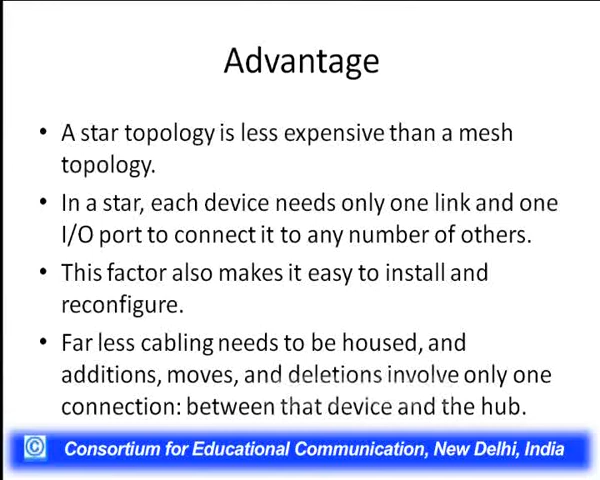 Advantage
• A star topology is less expensive than a mesh
topology.
• In a star, each device needs only one link and one
I/O port to connect it to any number of others.
• This factor also makes it easy to install and
reconfigure.
• Far less cabling needs to be housed, and
additions, moves, and deletions involve only one
connection: between that device and the hub.
© Consortium for Educational Communication, New Delhi, India